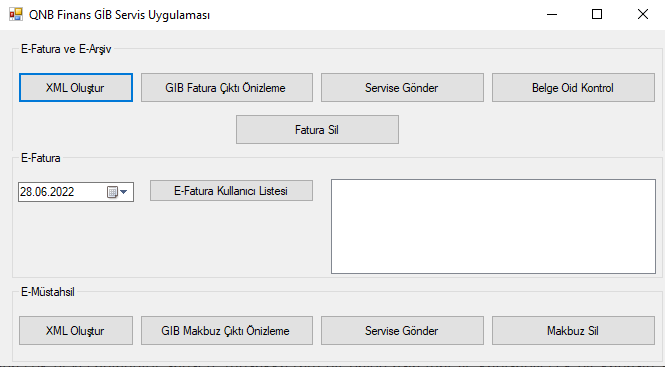 QNB Finans GİB Servis Uygulaması
E-Fatura ve E-Arşiv
XML Oluştur
GIB Fatura Çıktı Önizleme
Servise Gönder
Belge Oid Kontrol
Fatura Sil
E-Fatura
28.06.2022
E-Fatura Kullanıcı Listesi
E-Müstahsil
XML Oluştur
GIB Makbuz Çıktı Önizleme
Servise Gönder
Makbuz Sil